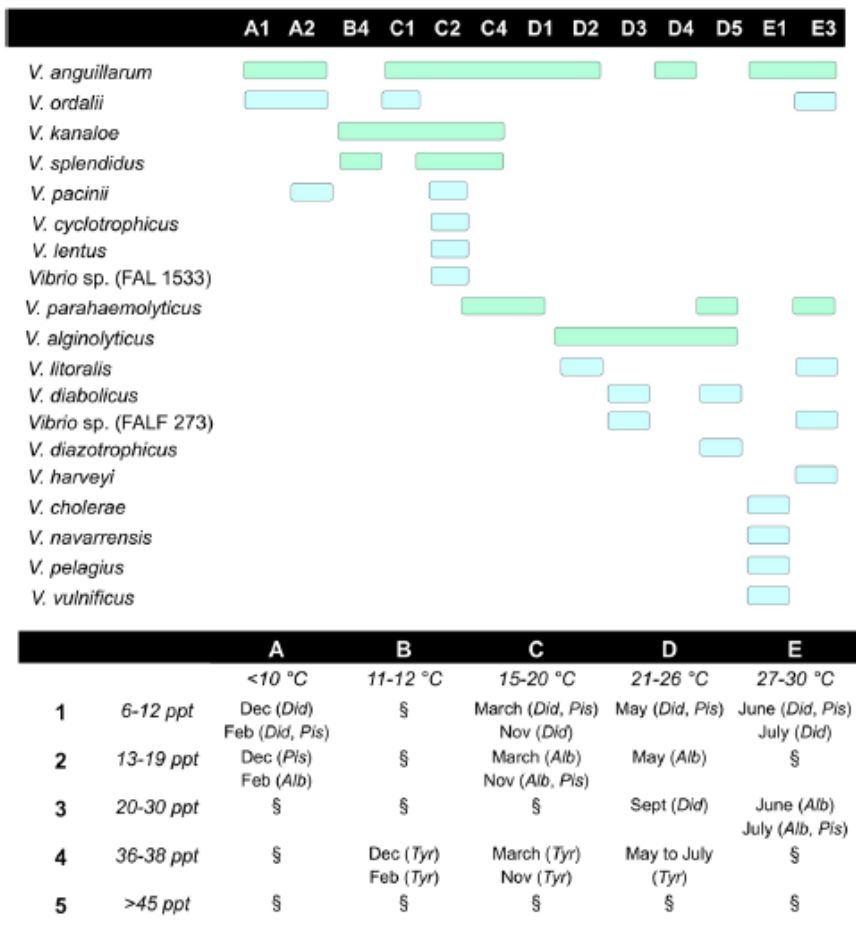 A1 A2 B4 C1 C2 C4 D1 D2 D3 D4 D5 E1 E3
V. anguillarum
V. ordalii
V. kanaloe
V. splendidus
V. pacinii
V. cyclotrophicus
V. lentus
Vibrio sp. (FAL 1533)
V. parahaemolyticus
V. alginolyticus
V. litoralis
V. diabolicus
Vibrio sp. (FALF 273)
V. diazotrophicus
V. harveyi
V. cholerae
V. navarrensis
V. pelagius
V. vulnificus
A B C D E
<10 °C 11-12 °C 15-20 °C 21-26 °C 27-30 °C
1 6-12 ppt Dec (Did) § March (Did, Pis) May (Did, Pis) June (Did, Pis)
Feb (Did, Pis) Nov (Did) July (Did)
2 13-19 ppt Dec (Pis) § March (Alb) May (Alb) §
Feb (Alb) Nov (Alb, Pis)
3 20-30 ppt § § § Sept (Did) June (Alb)
July (Alb, Pis)
4 36-38 ppt § Dec (Tyr) March (Tyr) May to July §
Feb (Tyr) Nov (Tyr) (Tyr)
5 >45 ppt § § § § §